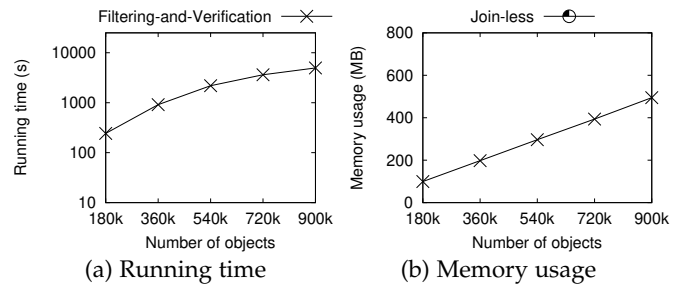 Filtering-and-Verification
Join-less
Running time (s)
10000
1000
100
10
180k 360k 540k 720k 900k
Number of objects
(a) Running time
Memory usage (MB)
800
600
400
200
0
180k 360k 540k 720k 900k
Number of objects
(b) Memory usage